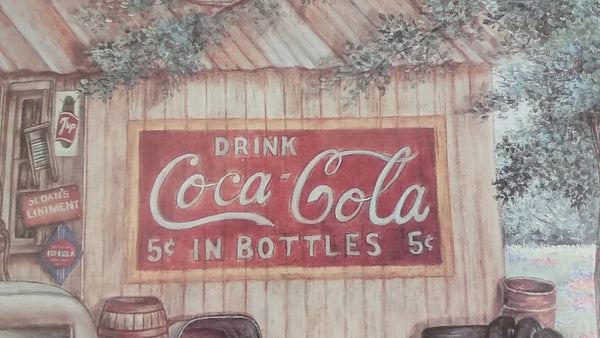 DRINK
Coca-Cola
5¢ IN BOTTLES 5¢
7up
SLOAN'S
LINIMENT